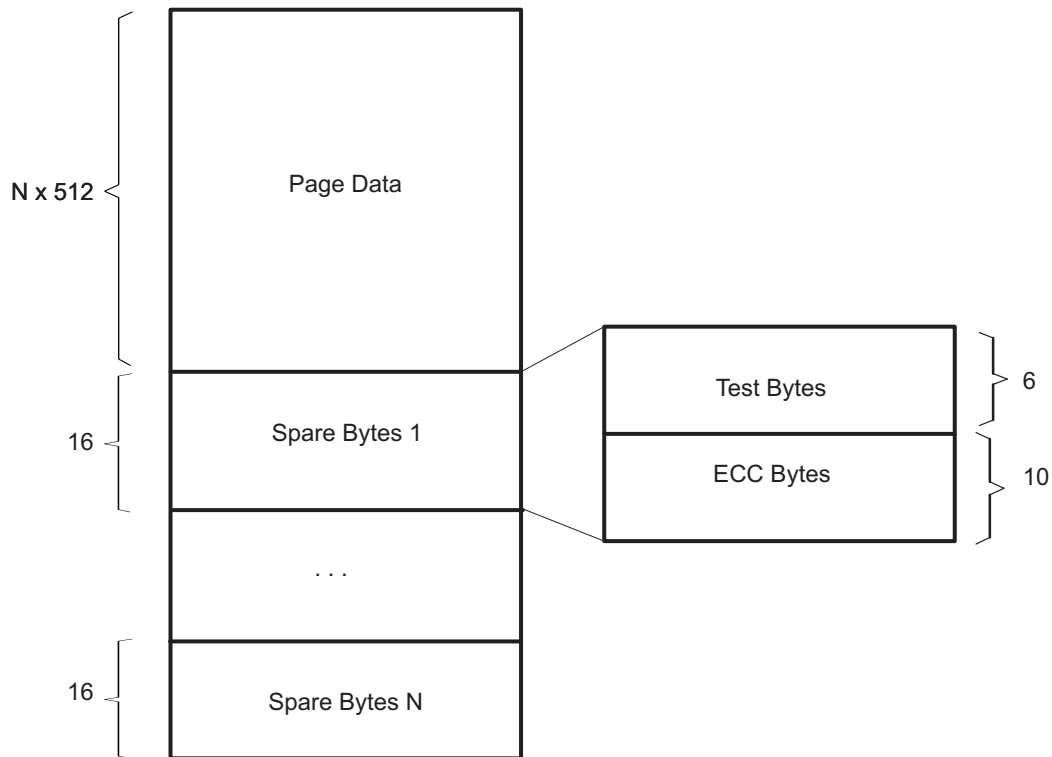 N x 512
Page Data
16
Spare Bytes 1
Test Bytes
6
ECC Bytes
10
. . .
16
Spare Bytes N